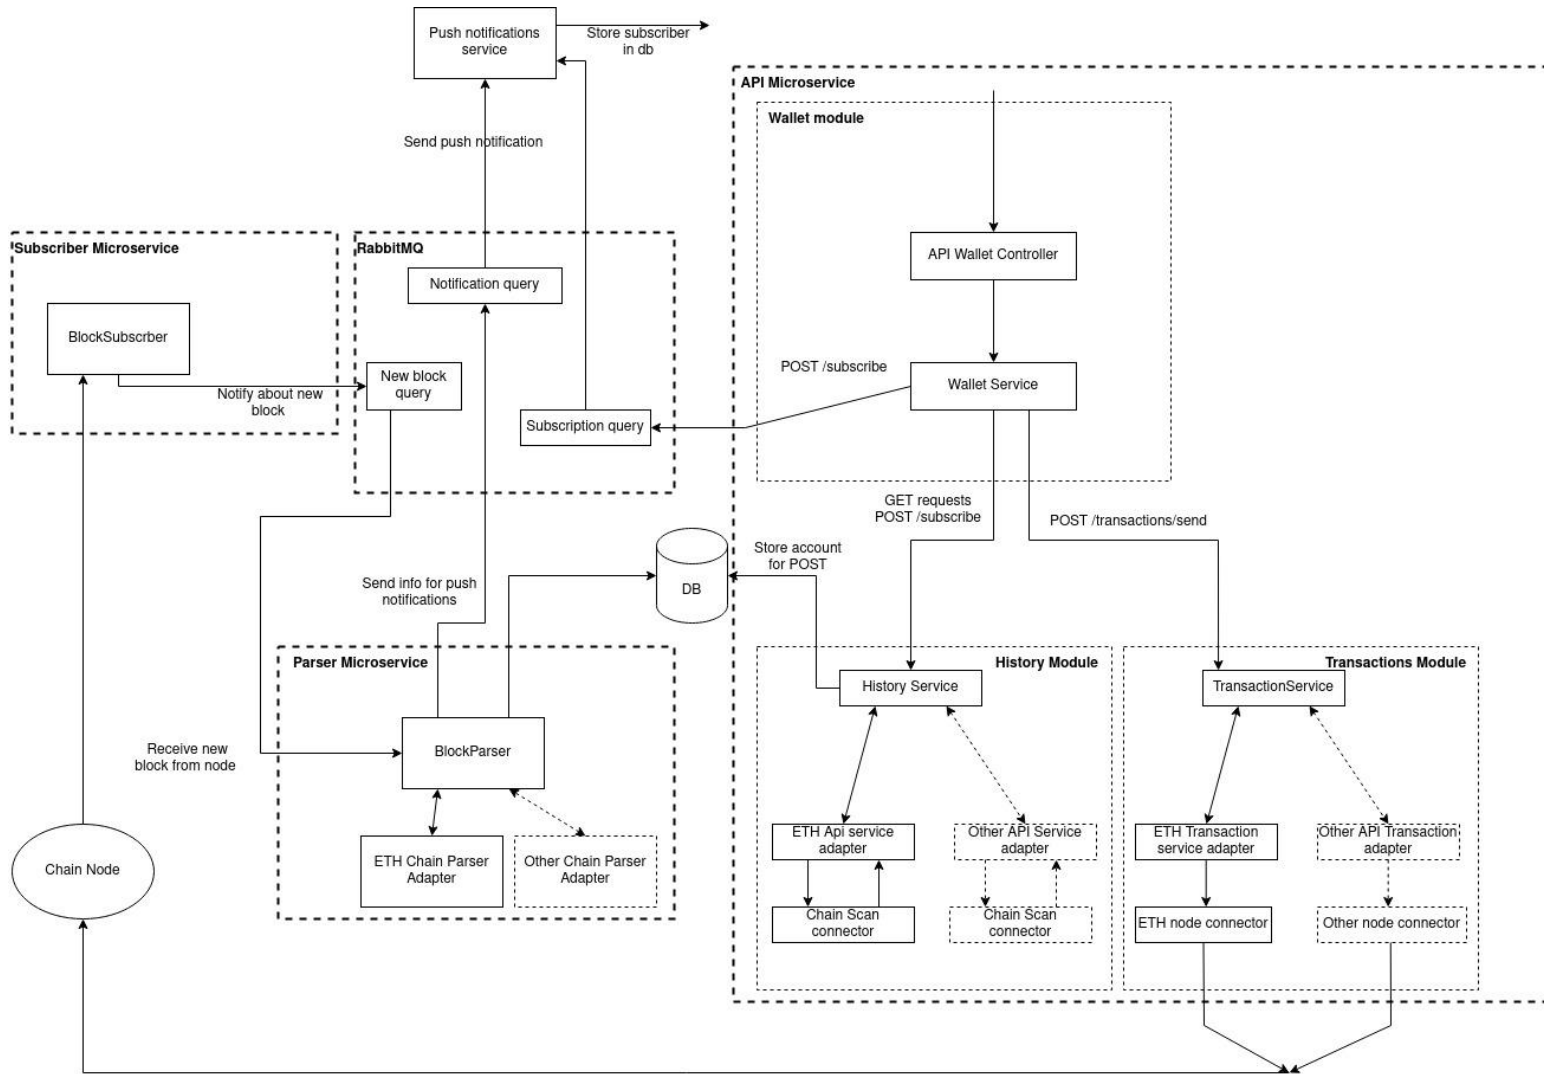 Push notifications
service
Store subscriber
in db
API Microservice
Wallet module
Send push notification
Subscriber Microservice
RabbitMQ
API Wallet Controller
Notification query
BlockSubscrber
POST /subscribe
New block
query
Wallet Service
Notify about new
block
Subscription query
GET requests
POST /subscribe
POST /transactions/send
Store account
for POST
Send info for push
notifications
DB
Parser Microservice
History Module
Transactions Module
History Service
TransactionService
Receive new
block from node
BlockParser
ETH Api service
adapter
Other API Service
adapter
ETH Transaction
service adapter
Other API Transaction
adapter
Chain Node
ETH Chain Parser
Adapter
Other Chain Parser
Adapter
Chain Scan
connector
Chain Scan
connector
ETH node connector
Other node connector